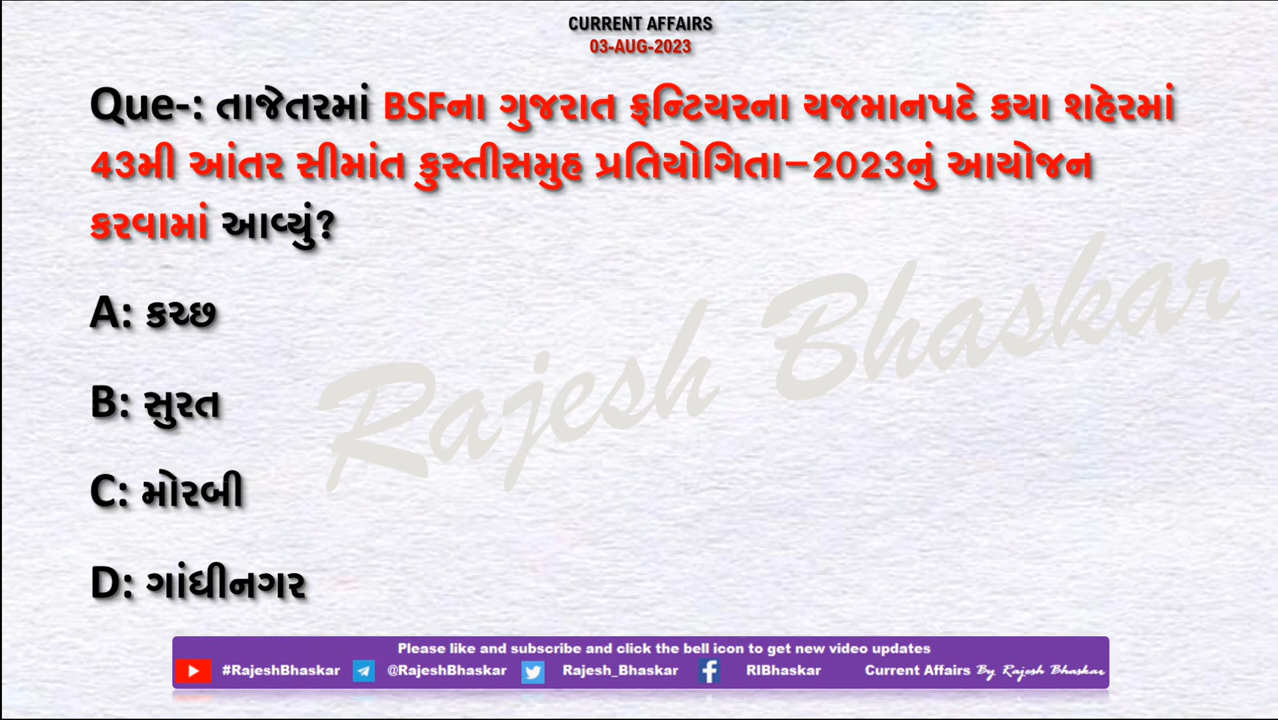 CURRENT AFFAIRS
03-AUG-2023
Que-: તાજેતરમાં BSFના ગુજરાત ફ્રન્ટિયરના યજમાનપદે કયા શહેરમાં
43મી આંતર સીમાંત કુસ્તીસમુહ પ્રતિયોગિતા–2023નું આયોજન
કરવામાં આવ્યું?
A: કચ્છ
B: સુરત
C: મોરબી
D: ગાંધીનગર
Rajesh Bhaskar
Please like and subscribe and click the bell icon to get new video updates
#RajeshBhaskar @RajeshBhaskar Rajesh_Bhaskar RIBhaskar Current Affairs By Rajesh Bhaskar